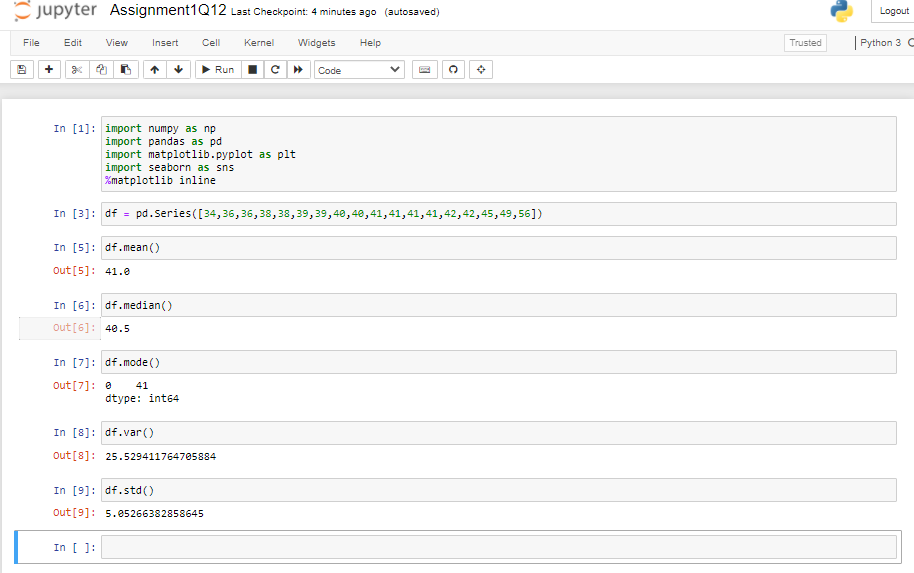 jupyter Assignment1Q12 Last Checkpoint: 4 minutes ago (autosaved)
Logout
File Edit View Insert Cell Kernel Widgets Help
Trusted
Python 3
Run
Code
In [1]: import numpy as np
import pandas as pd
import matplotlib.pyplot as plt
import seaborn as sns
%matplotlib inline
In [3]: df = pd.Series([34,36,36,38,38,39,39,40,40,41,41,41,41,42,42,45,49,56])
In [5]: df.mean()
Out[5]: 41.0
In [6]: df.median()
Out[6]: 40.5
In [7]: df.mode()
Out[7]: 0    41
dtype: int64
In [8]: df.var()
Out[8]: 25.529411764705884
In [9]: df.std()
Out[9]: 5.05266382858645
In [ ]: